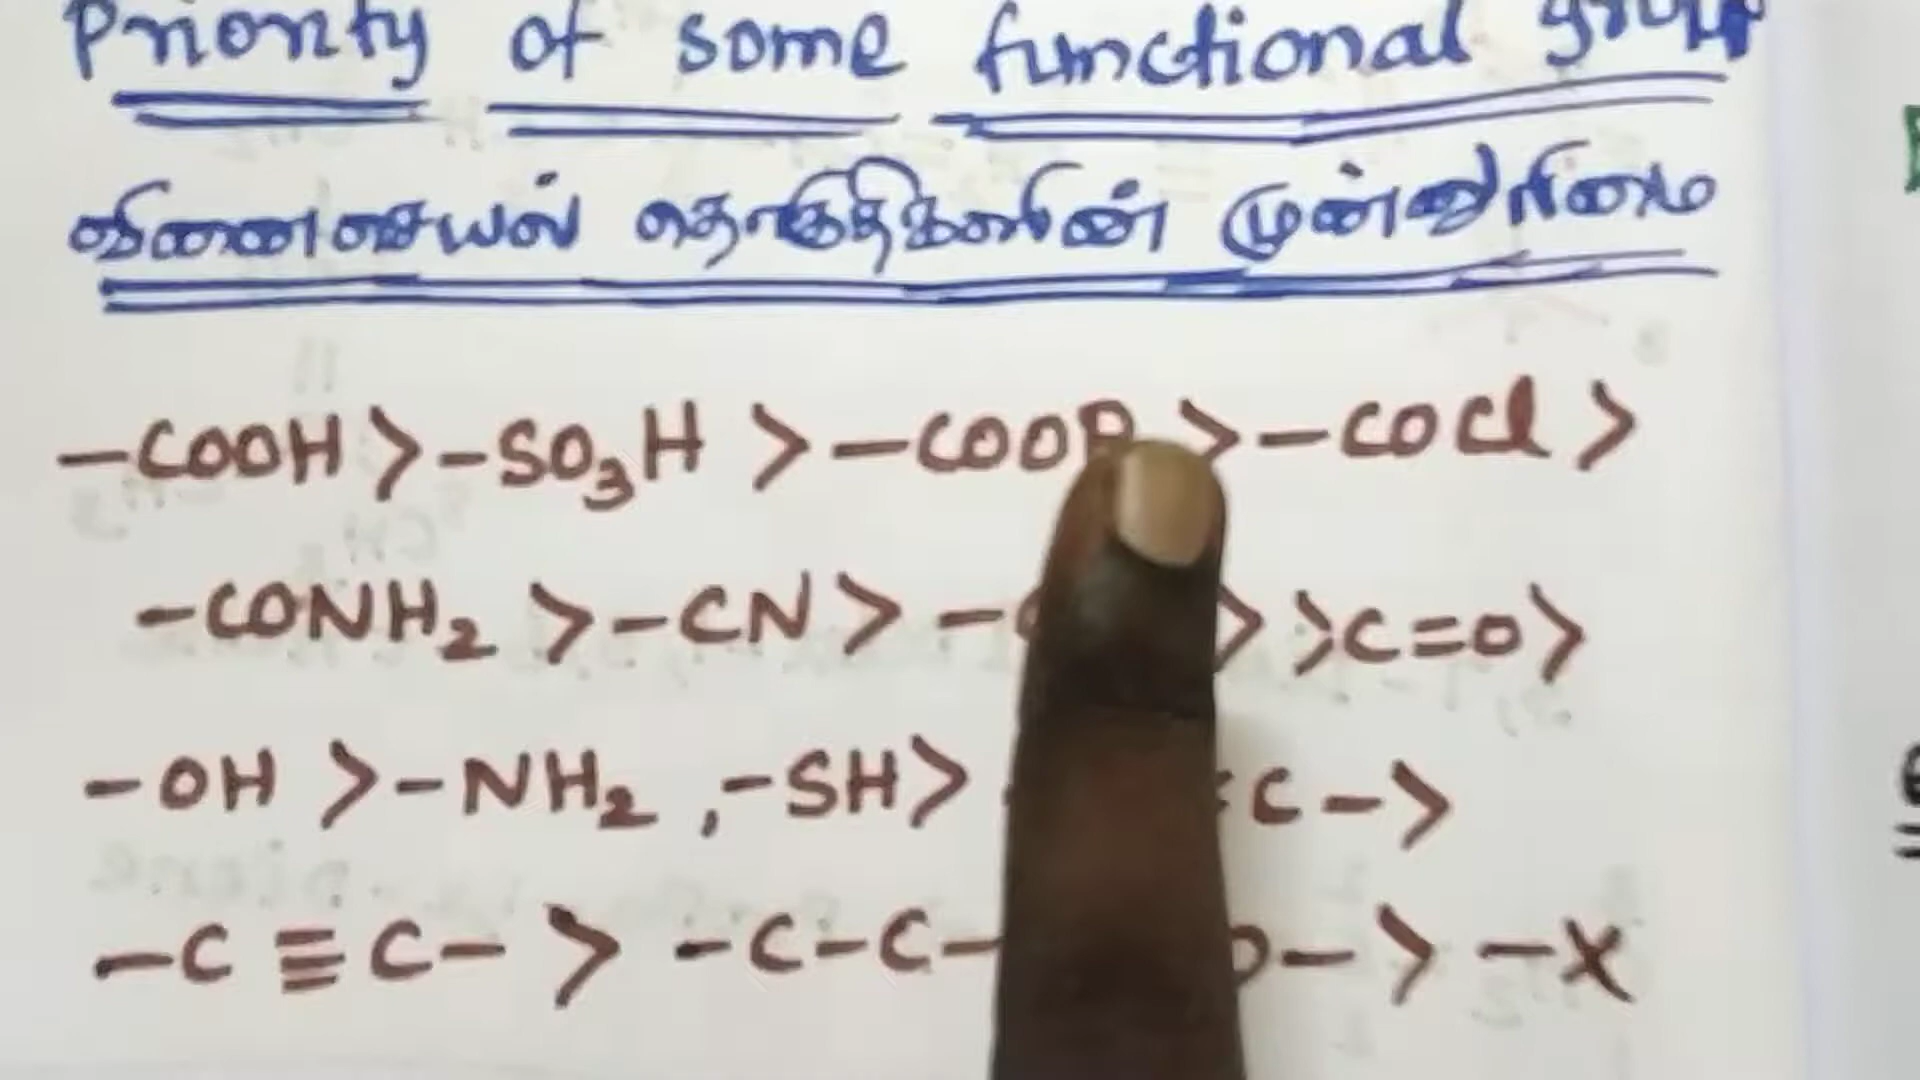 Priority of some functional group
வினைசெயல் தொகுதிகளின் முன்னுரிமை
-COOH > -SO₃H > -COOR > -COCl >
-CONH₂ > -CN > - > >C=O >
-OH > -NH₂ , -SH > C - >
-C ≡ C - > -C-C- O - > -X